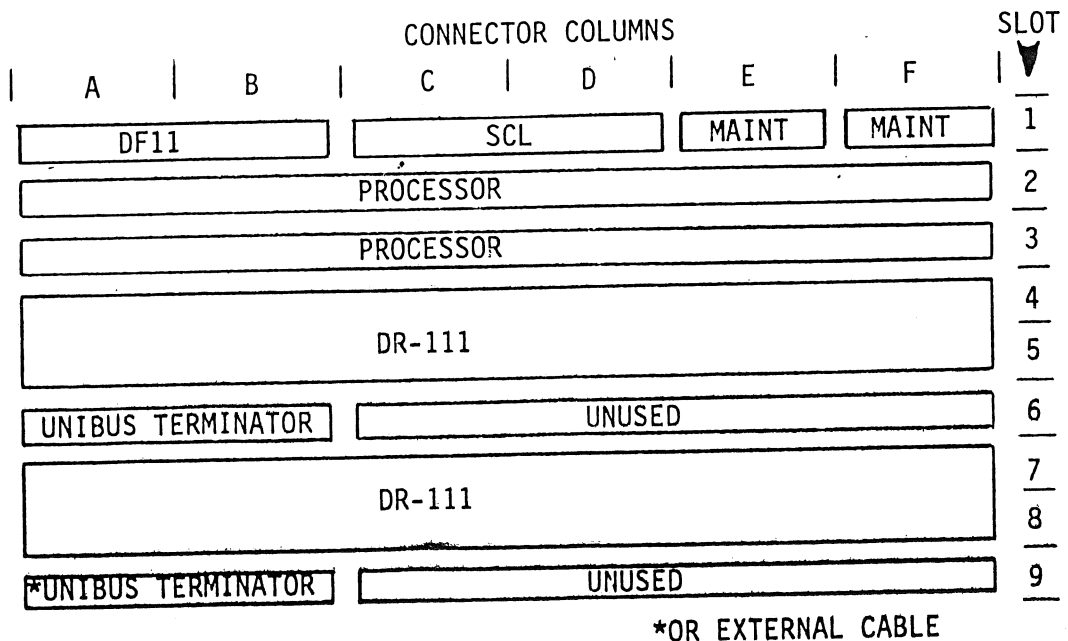 CONNECTOR COLUMNS
SLOT
A B C D E F
DF11 SCL MAINT MAINT 1
PROCESSOR 2
PROCESSOR 3
4
DR-111
5
UNIBUS TERMINATOR UNUSED 6
7
DR-111
8
*UNIBUS TERMINATOR UNUSED 9
*OR EXTERNAL CABLE